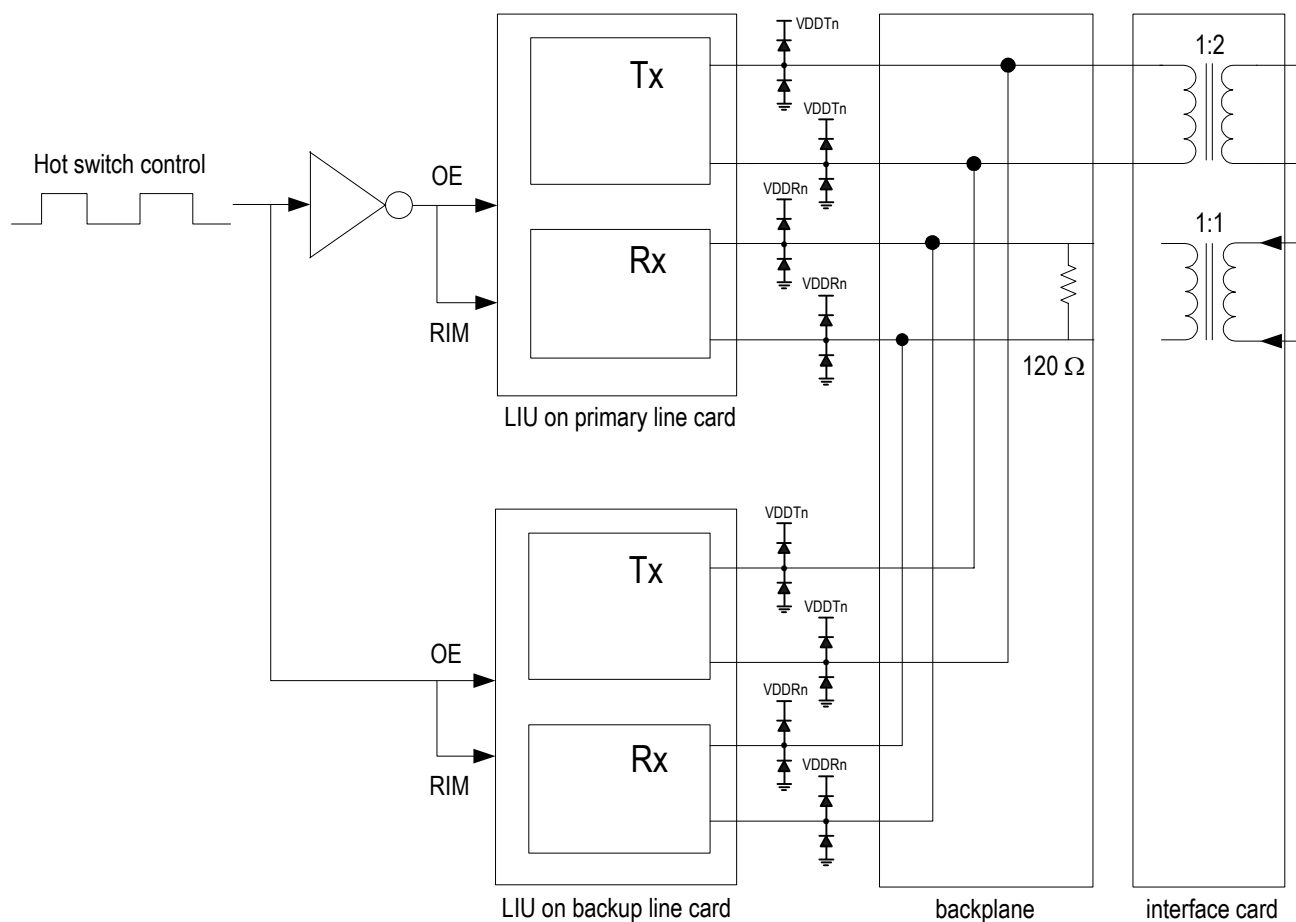 VDDTn
1:2
Tx
VDDTn
Hot switch control
OE
VDDRn
1:1
Rx
VDDRn
RIM
120 Ω
LIU on primary line card
VDDTn
Tx
VDDTn
OE
VDDRn
Rx
VDDRn
RIM
LIU on backup line card
backplane
interface card